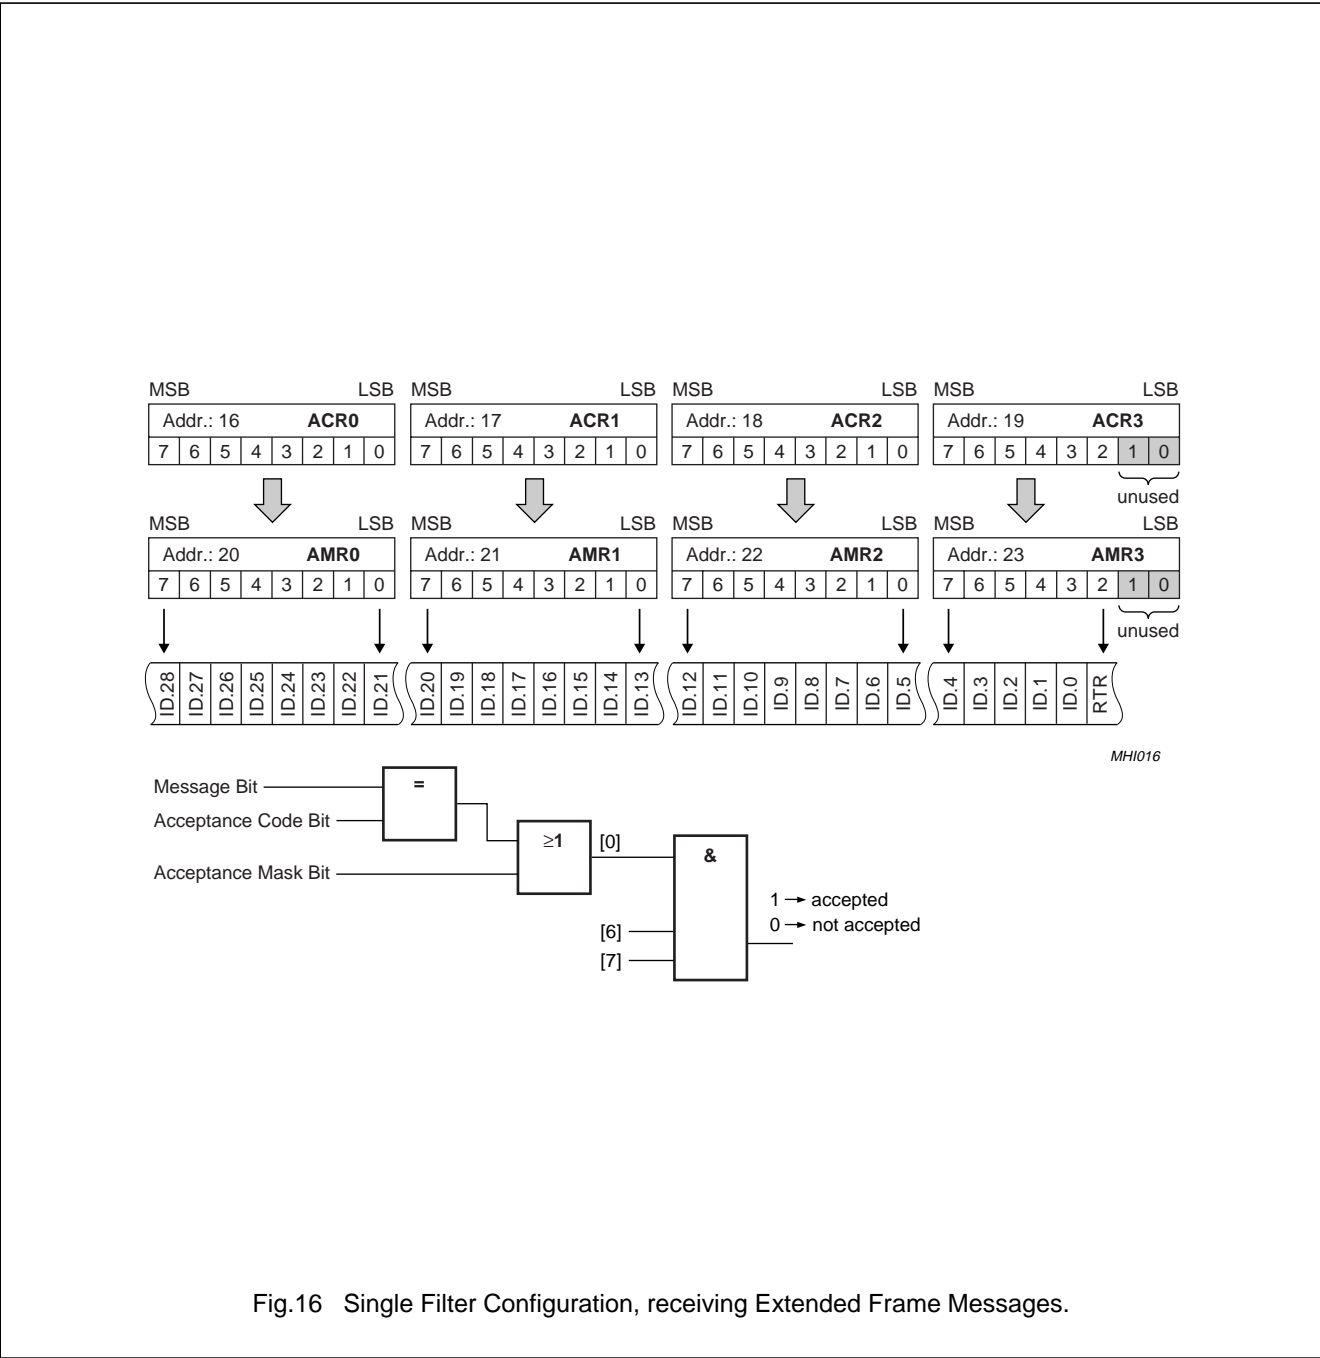 MSB LSB MSB LSB MSB LSB MSB LSB
Addr.: 16 ACR0 Addr.: 17 ACR1 Addr.: 18 ACR2 Addr.: 19 ACR3
7 6 5 4 3 2 1 0 7 6 5 4 3 2 1 0 7 6 5 4 3 2 1 0 7 6 5 4 3 2 1 0
unused
MSB LSB MSB LSB MSB LSB MSB LSB
Addr.: 20 AMR0 Addr.: 21 AMR1 Addr.: 22 AMR2 Addr.: 23 AMR3
7 6 5 4 3 2 1 0 7 6 5 4 3 2 1 0 7 6 5 4 3 2 1 0 7 6 5 4 3 2 1 0
unused
ID.28 ID.27 ID.26 ID.25 ID.24 ID.23 ID.22 ID.21 ID.20 ID.19 ID.18 ID.17 ID.16 ID.15 ID.14 ID.13 ID.12 ID.11 ID.10 ID.9 ID.8 ID.7 ID.6 ID.5 ID.4 ID.3 ID.2 ID.1 ID.0 RTR
MHI016
Message Bit =
Acceptance Code Bit
≥1 [0] &
Acceptance Mask Bit
1 → accepted
0 → not accepted
[6]
[7]
Fig.16 Single Filter Configuration, receiving Extended Frame Messages.